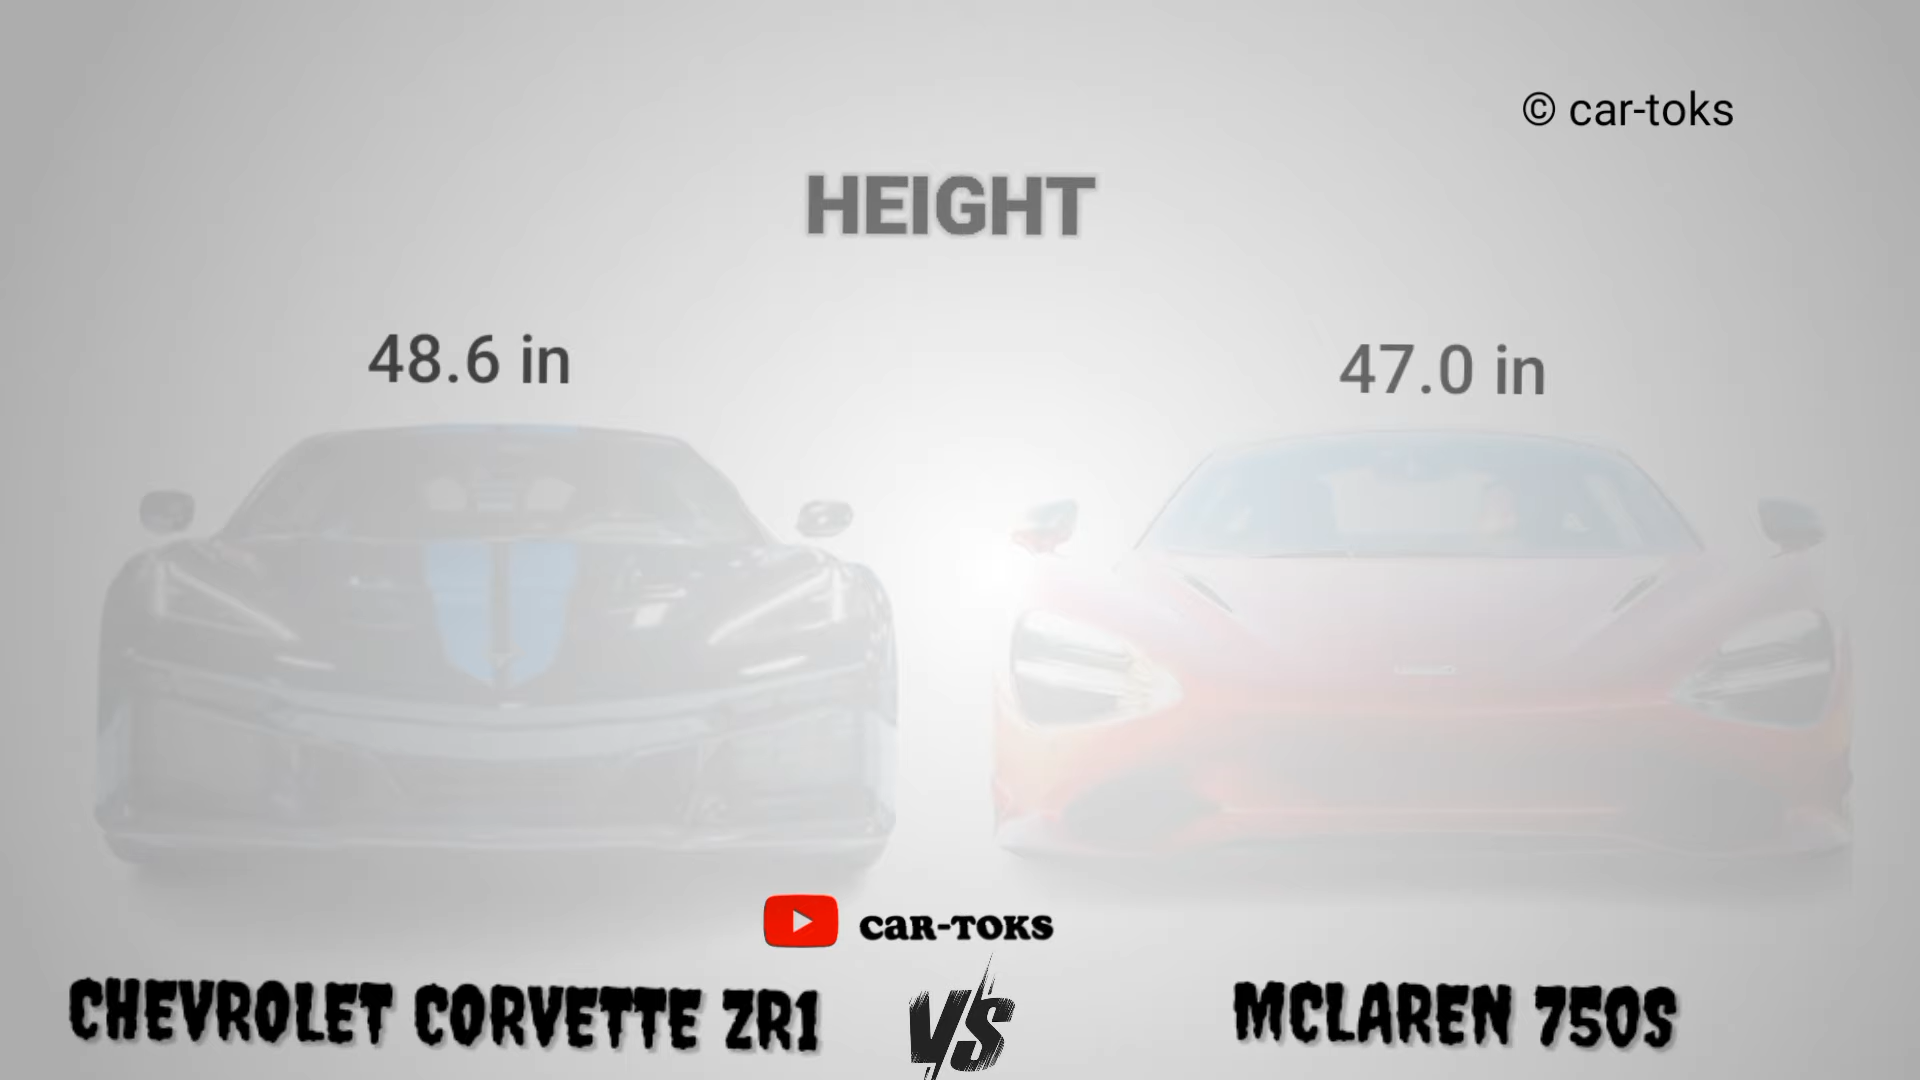 © car-toks
HEIGHT
48.6 in
47.0 in
CAR-TOKS
CHEVROLET CORVETTE ZR1
VS
MCLAREN 750S